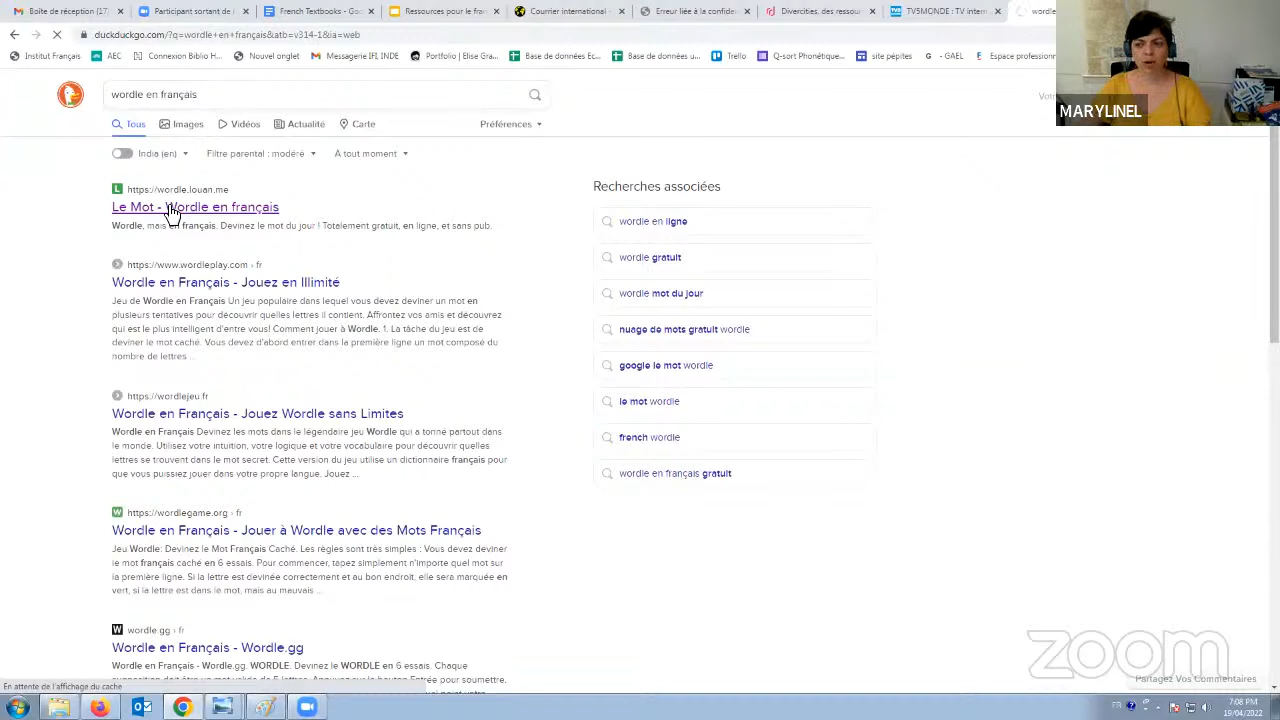 Boîte de réception (17
Part 2
French Textbooks - Go
Ressources pour le fra
Courrier international -
Erreur liée à la confide
Divercities, des ressour
TV5MONDE : TV Intern
wordle
duckduckgo.com/?q=wordle+en+français&atb=v314-1&ia=web
Institut Français
AEC
Connexion Bibli...H...
Nouvel onglet
Messagerie IFI, INDE
Portfolio | Elise Gra...
Base de données Ec...
Base de données...
Trello
Q-sort Phonétique...
site pépites
G - GAEL
Espace profession
MARYLINEL
wordle en français
Tous
Images
Vidéos
Actualité
Carte
Préférences
India (en)
Filtre parental : modéré
À tout moment
https://wordle.louan.me
Le Mot - Wordle en français
Wordle, mais en français. Devinez le mot du jour ! Totalement gratuit, en ligne, et sans pub.
https://www.wordleplay.com › fr
Wordle en Français - Jouez en Illimité
Jeu de Wordle en Français Un jeu populaire dans lequel vous devez deviner un mot en
plusieurs tentatives pour découvrir quelles lettres il contient. Affrontez vos amis et découvrez
qui est le plus intelligent d'entre vous! Comment jouer à Wordle. 1. La tâche du jeu est de
deviner le mot caché. Vous devez d'abord entrer dans la première ligne un mot composé du
nombre de lettres ...
https://wordlejeu.fr
Wordle en Français - Jouez Wordle sans Limites
Wordle en Français Devinez les mots dans le légendaire jeu Wordle qui a tonné partout dans
le monde. Utilisez votre intuition, votre logique et votre vocabulaire pour découvrir quelles
lettres se trouvent dans le mot secret. Cette version du jeu utilise un dictionnaire français pour
que vous puissiez jouer dans votre propre langue. Jouez ...
https://wordlegame.org › fr
Wordle en Français - Jouer à Wordle avec des Mots Français
Jeu Wordle: Devinez le Mot Français Caché. Les règles sont très simples : Vous devez deviner
le mot français caché en 6 essais. Pour commencer, tapez simplement n'importe quel mot sur
la première ligne. Si la lettre est devinée correctement et au bon endroit, elle sera marquée en
vert, si la lettre est dans le mot, mais au mauvais ...
https://wordle.gg › fr
Wordle en Français - Wordle.gg
Wordle en Français - Wordle.gg. WORDLE. Devinez le WORDLE en 6 essais. Chaque
Recherches associées
wordle en ligne
wordle gratuit
wordle mot du jour
nuage de mots gratuit wordle
google le mot wordle
le mot wordle
french wordle
wordle en français gratuit
zoom
Partagez Vos Commentaires
En attente de l'affichage du cache
FR
7:08 PM
19/04/2022